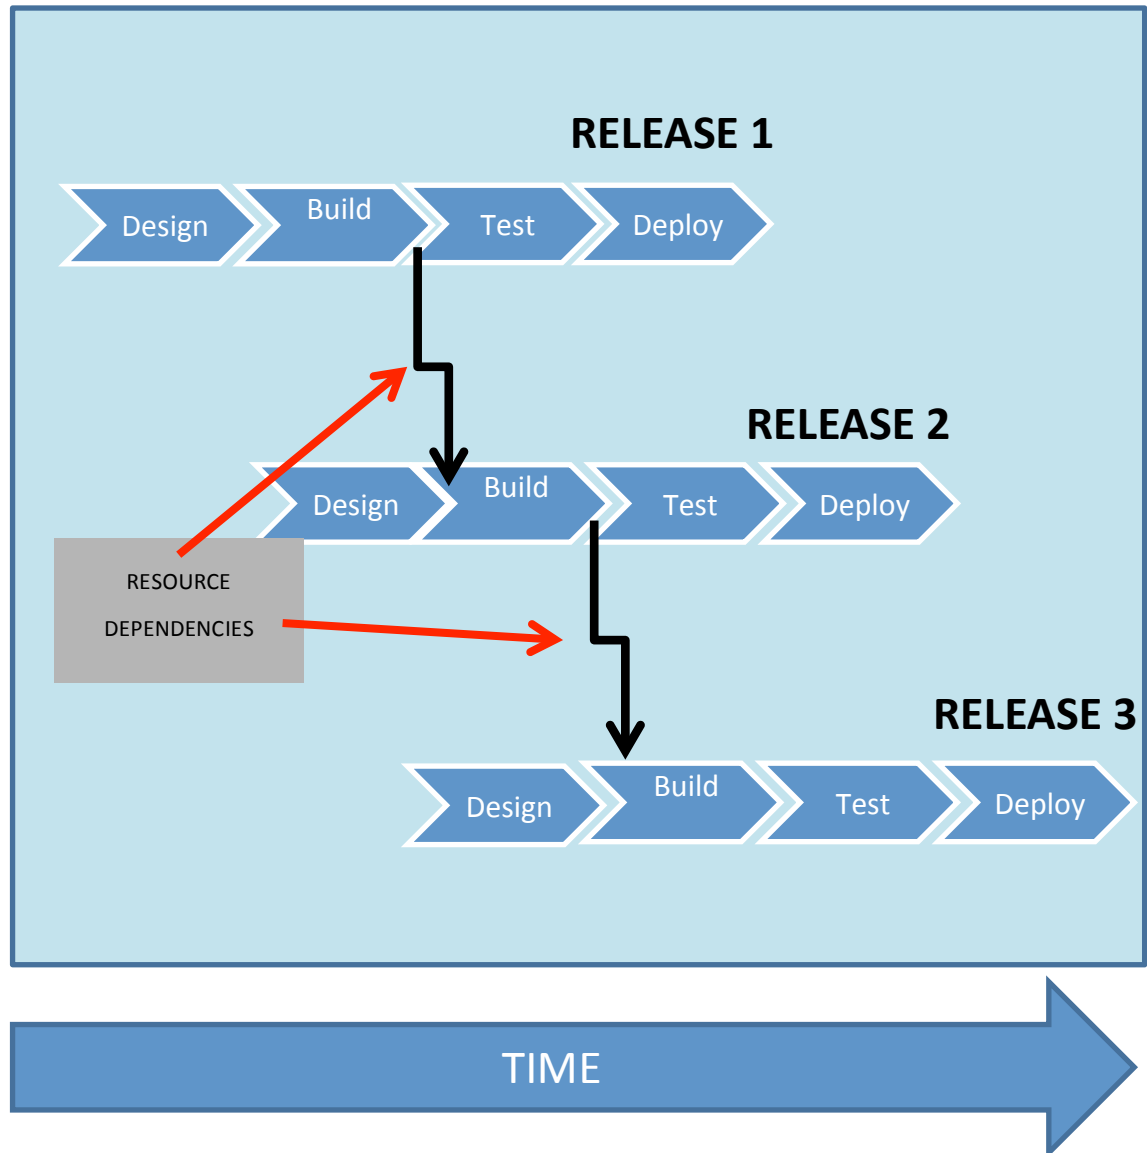 RELEASE 1
Design
Build
Test
Deploy
RELEASE 2
Design
Build
Test
Deploy
RESOURCE
DEPENDENCIES
RELEASE 3
Design
Build
Test
Deploy
TIME